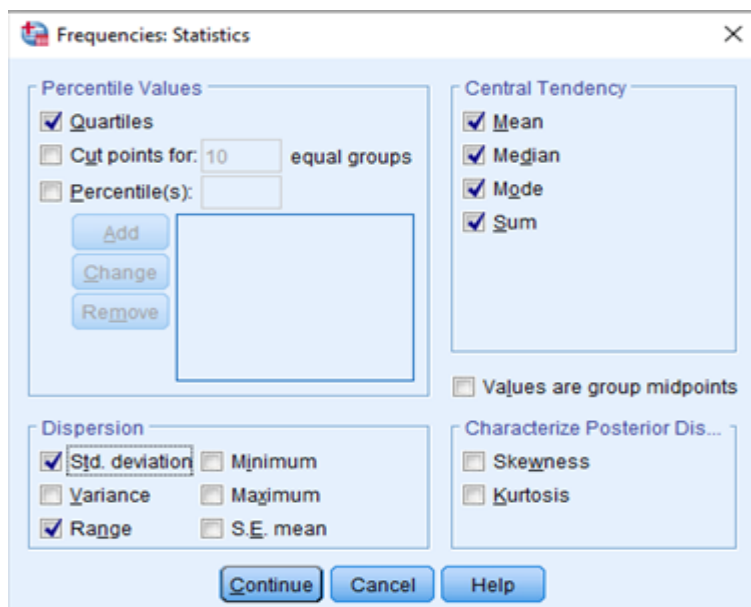 Frequencies: Statistics
Percentile Values
Quartiles
Cut points for: 10 equal groups
Percentile(s):
Add
Change
Remove
Central Tendency
Mean
Median
Mode
Sum
Values are group midpoints
Dispersion
Std. deviation
Minimum
Variance
Maximum
Range
S.E. mean
Characterize Posterior Dis...
Skewness
Kurtosis
Continue
Cancel
Help